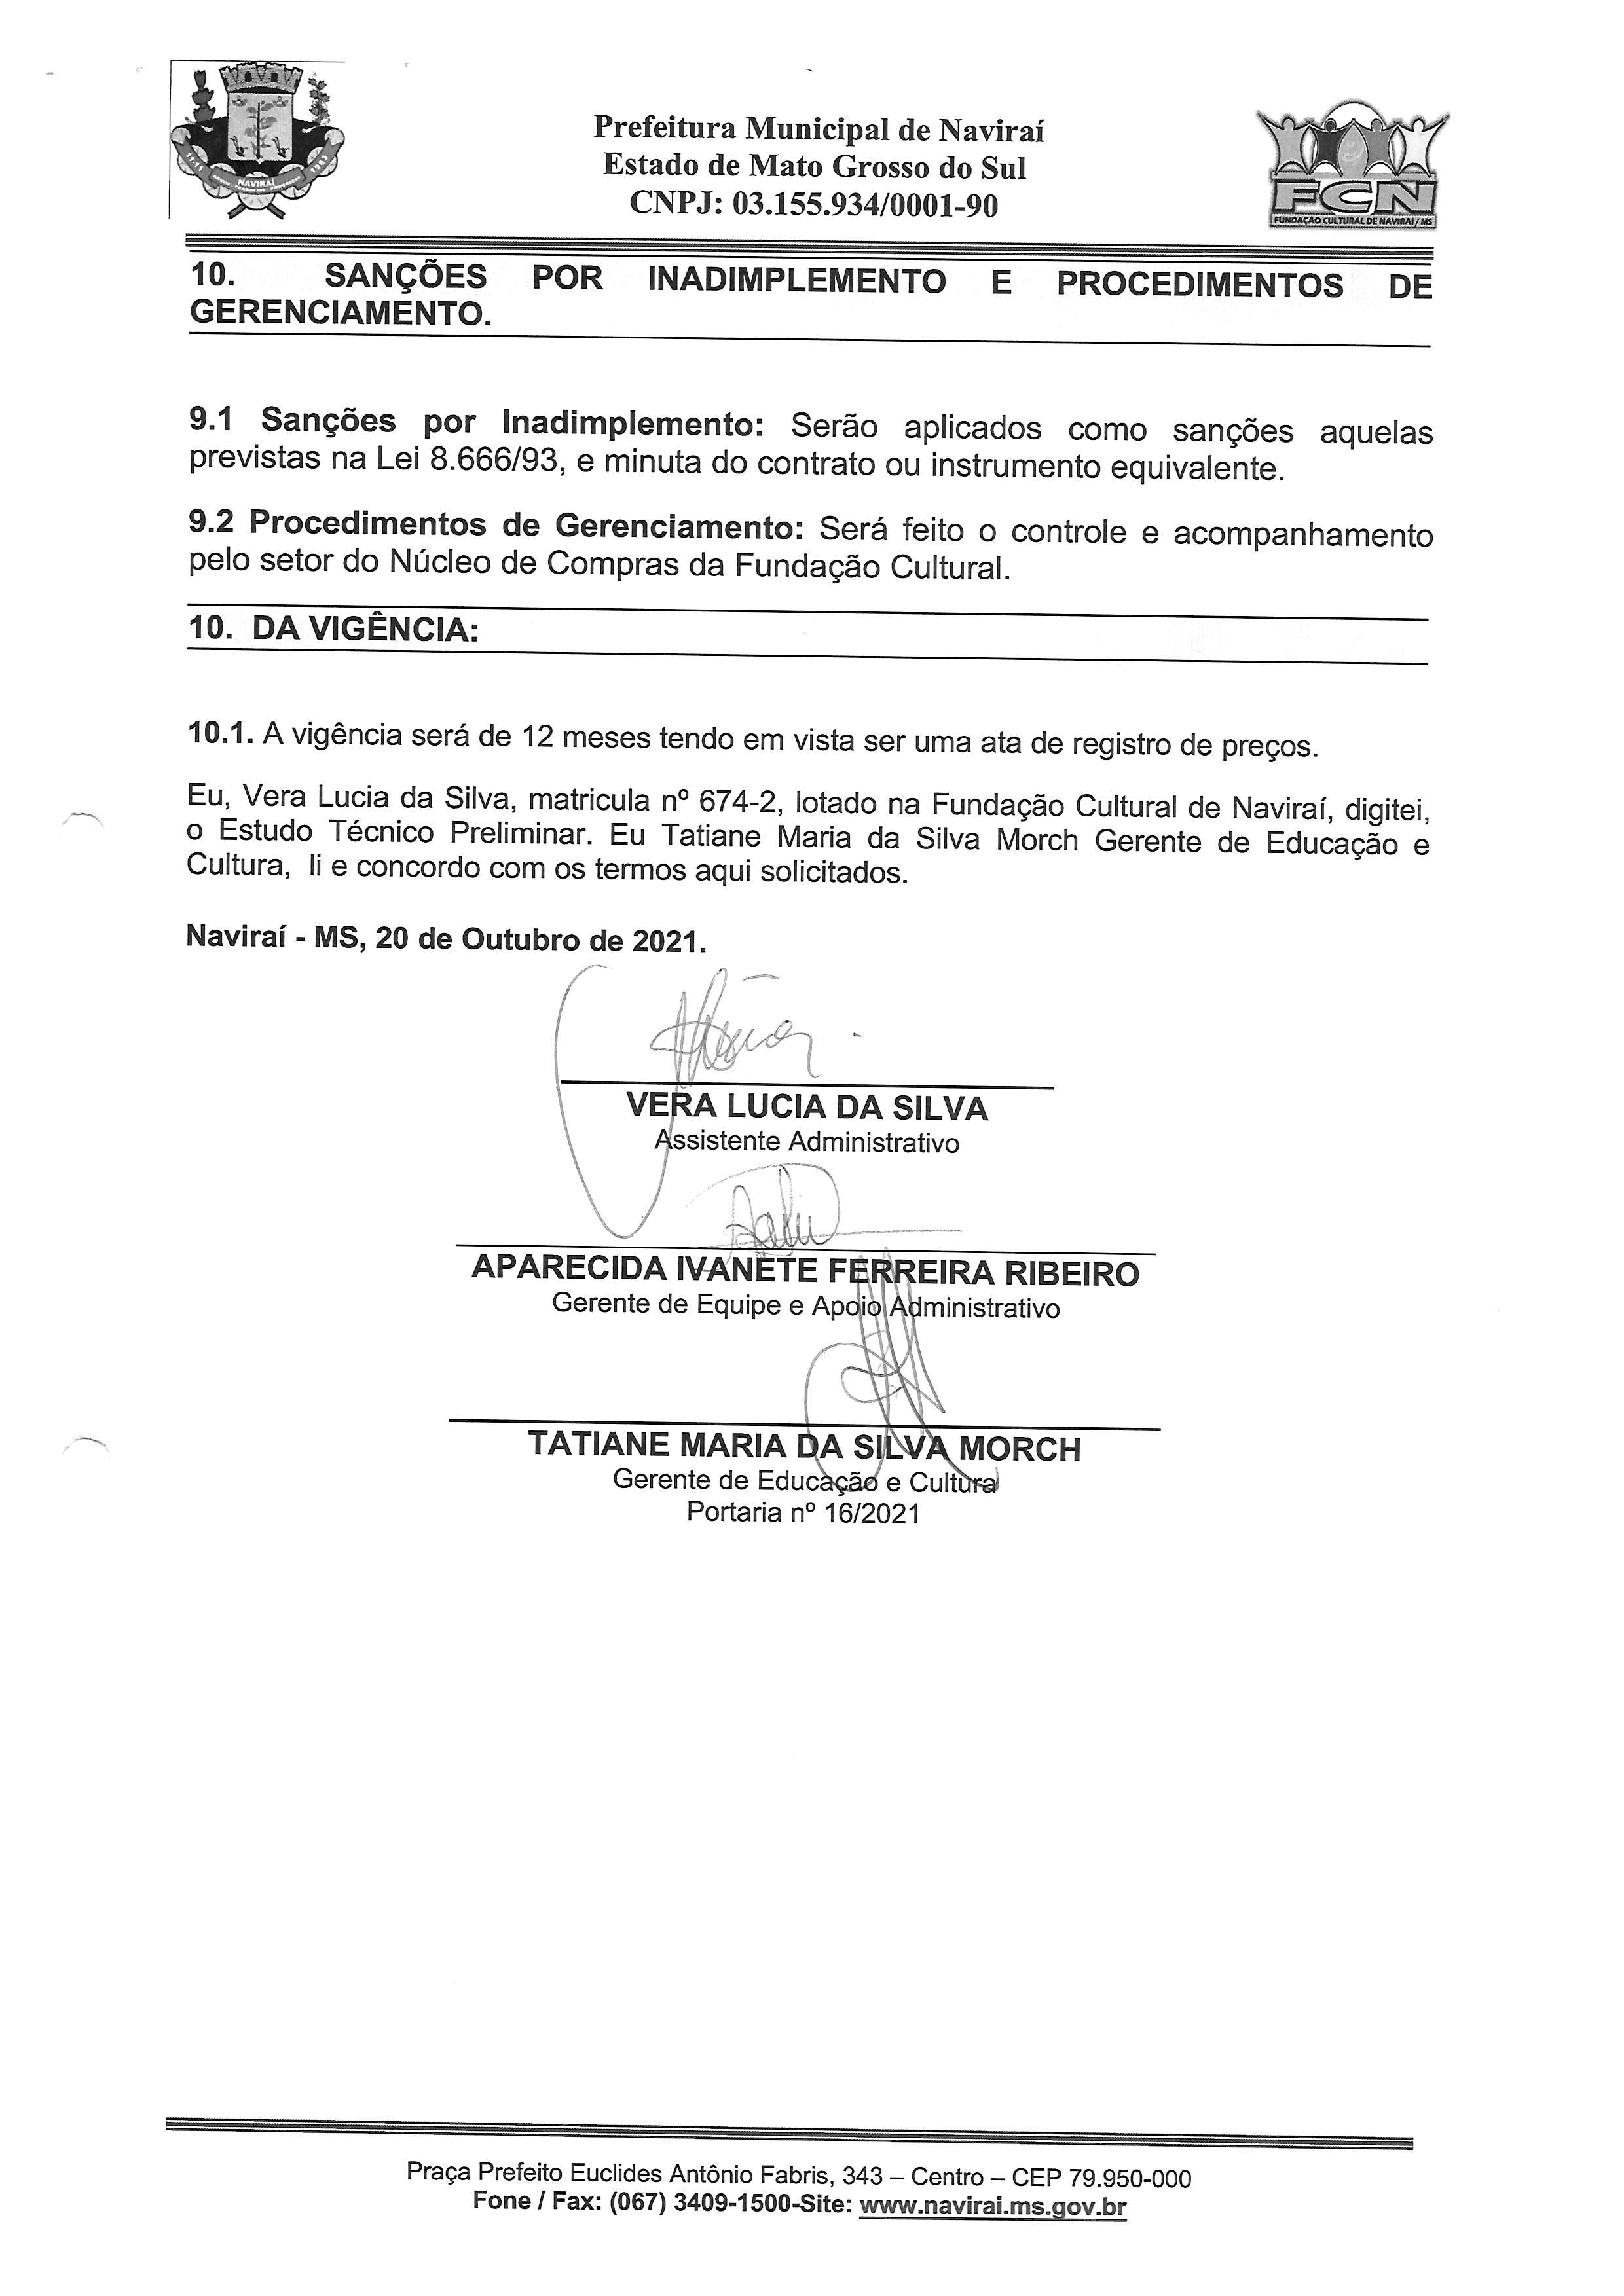 Prefeitura Municipal de Naviraí
Estado de Mato Grosso do Sul
CNPJ: 03.155.934/0001-90
NAVIRAÍ
FCN
FUNDAÇÃO CULTURAL DE NAVIRAI / MS
10. SANÇÕES POR INADIMPLEMENTO E PROCEDIMENTOS DE
GERENCIAMENTO.
9.1 Sanções por Inadimplemento: Serão aplicados como sanções aquelas
previstas na Lei 8.666/93, e minuta do contrato ou instrumento equivalente.
9.2 Procedimentos de Gerenciamento: Será feito o controle e acompanhamento
pelo setor do Núcleo de Compras da Fundação Cultural.
10. DA VIGÊNCIA:
10.1. A vigência será de 12 meses tendo em vista ser uma ata de registro de preços.
Eu, Vera Lucia da Silva, matricula nº 674-2, lotado na Fundação Cultural de Naviraí, digitei,
o Estudo Técnico Preliminar. Eu Tatiane Maria da Silva Morch Gerente de Educação e
Cultura, li e concordo com os termos aqui solicitados.
Naviraí - MS, 20 de Outubro de 2021.
VERA LUCIA DA SILVA
Assistente Administrativo
APARECIDA IVANETE FERREIRA RIBEIRO
Gerente de Equipe e Apoio Administrativo
TATIANE MARIA DA SILVA MORCH
Gerente de Educação e Cultura
Portaria nº 16/2021
Praça Prefeito Euclides Antônio Fabris, 343 – Centro – CEP 79.950-000
Fone / Fax: (067) 3409-1500-Site: www.navirai.ms.gov.br